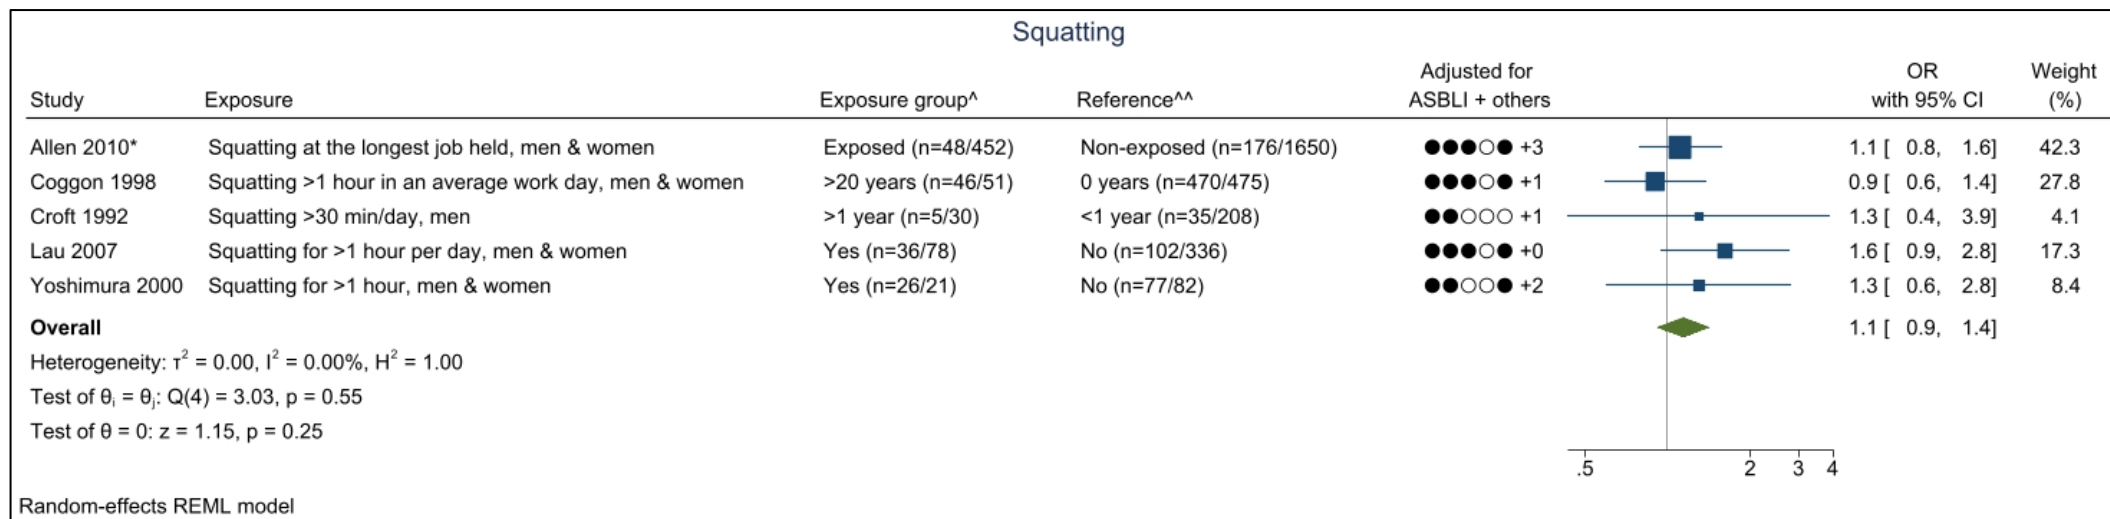 Squatting
Adjusted for OR Weight
Study Exposure Exposure group^ Reference^^ ASBLI + others with 95% CI (%)
Allen 2010* Squatting at the longest job held, men & women Exposed (n=48/452) Non-exposed (n=176/1650) ●●●○● +3 1.1 [ 0.8, 1.6] 42.3
Coggon 1998 Squatting >1 hour in an average work day, men & women >20 years (n=46/51) 0 years (n=470/475) ●●●○● +1 0.9 [ 0.6, 1.4] 27.8
Croft 1992 Squatting >30 min/day, men >1 year (n=5/30) <1 year (n=35/208) ●●○○○ +1 1.3 [ 0.4, 3.9] 4.1
Lau 2007 Squatting for >1 hour per day, men & women Yes (n=36/78) No (n=102/336) ●●●○● +0 1.6 [ 0.9, 2.8] 17.3
Yoshimura 2000 Squatting for >1 hour, men & women Yes (n=26/21) No (n=77/82) ●●○○● +2 1.3 [ 0.6, 2.8] 8.4
Overall 1.1 [ 0.9, 1.4]
Heterogeneity: τ² = 0.00, I² = 0.00%, H² = 1.00
Test of θᵢ = θⱼ: Q(4) = 3.03, p = 0.55
Test of θ = 0: z = 1.15, p = 0.25
.5 2 3 4
Random-effects REML model